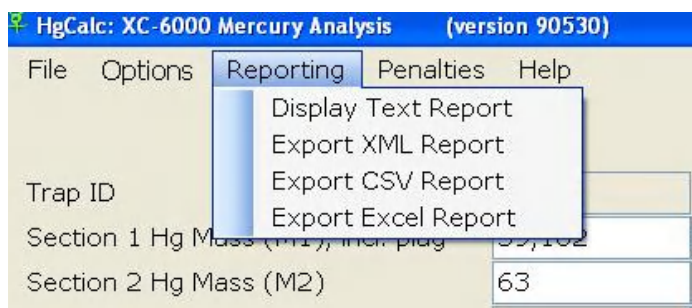 HgCalc: XC-6000 Mercury Analysis (version 90530)
File Options Reporting Penalties Help
Display Text Report
Export XML Report
Export CSV Report
Export Excel Report
Trap ID
Section 1 Hg Mass (M1), incl. plug
Section 2 Hg Mass (M2) 63